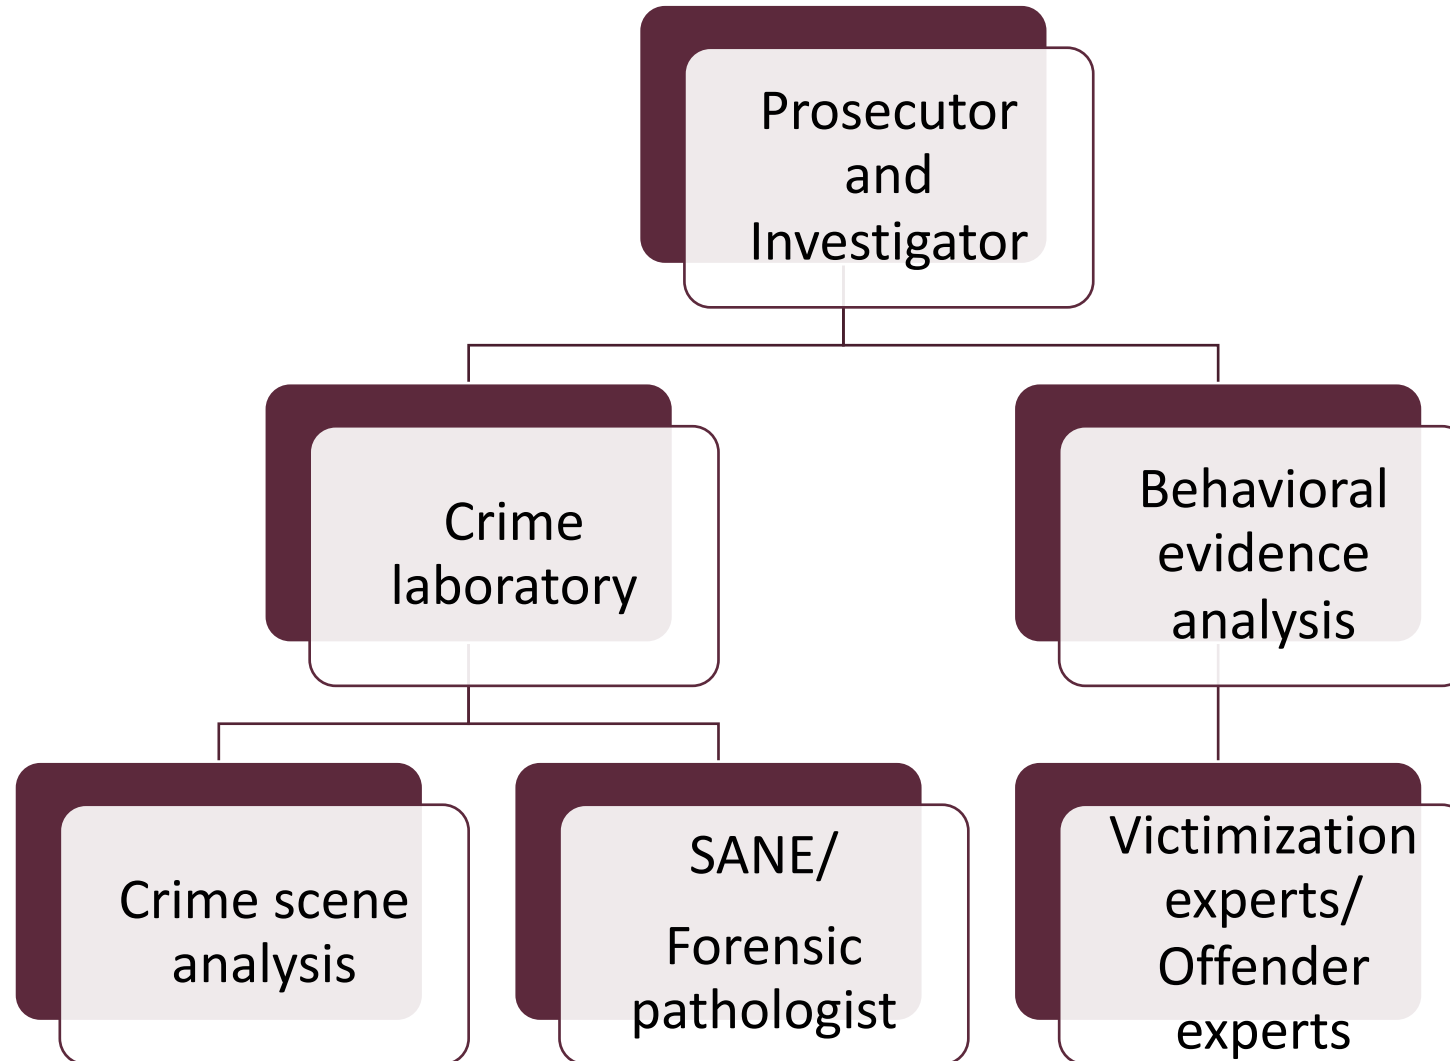 Prosecutor
and
Investigator
Crime
laboratory
Behavioral
evidence
analysis
Crime scene
analysis
SANE/
Forensic
pathologist
Victimization
experts/
Offender
experts